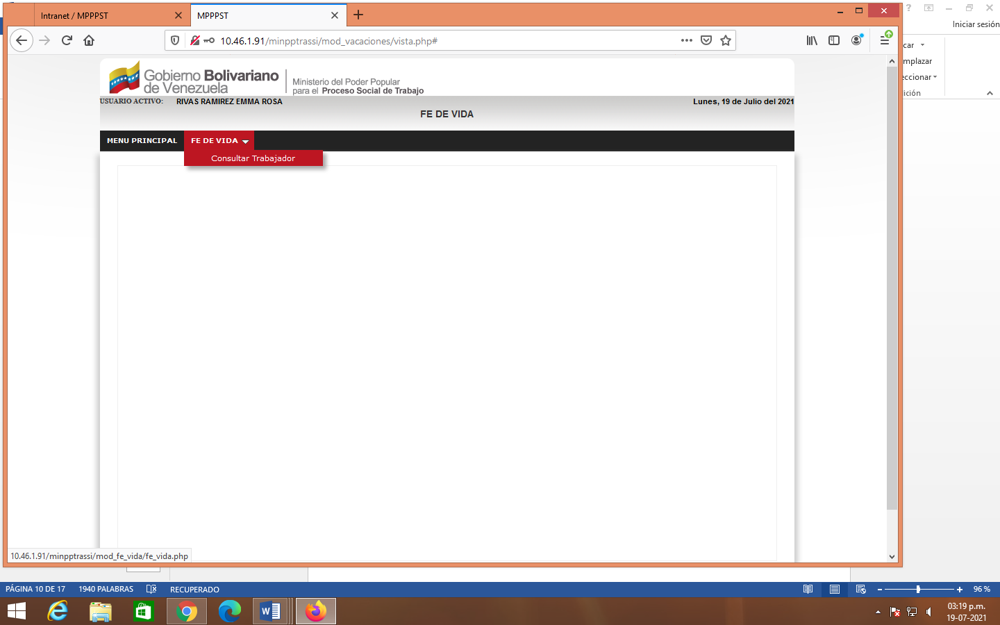 Intranet / MPPPST
MPPPST
Iniciar sesión
10.46.1.91/minpptrassi/mod_vacaciones/vista.php#
car
mplazar
eccionar
ición
Gobierno Bolivariano
de Venezuela
Ministerio del Poder Popular
para el Proceso Social de Trabajo
USUARIO ACTIVO: RIVAS RAMIREZ EMMA ROSA
Lunes, 19 de Julio del 2021
FE DE VIDA
MENU PRINCIPAL
FE DE VIDA
Consultar Trabajador
10.46.1.91/minpptrassi/mod_fe_vida/fe_vida.php
PÁGINA 10 DE 17
1940 PALABRAS
RECUPERADO
96 %
03:19 p.m.
19-07-2021